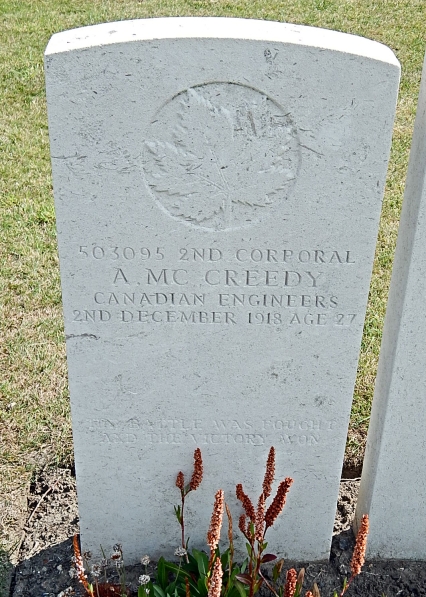 503095 2ND CORPORAL
A. MC CREEDY
CANADIAN ENGINEERS
2ND DECEMBER 1918 AGE 27
BATTLE WAS FOUGHT
AND THE VICTORY WON